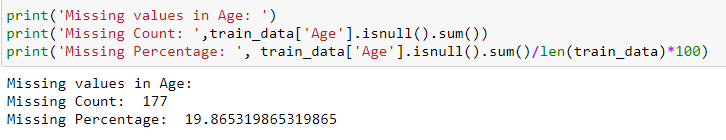 print('Missing values in Age: ')
print('Missing Count: ',train_data['Age'].isnull().sum())
print('Missing Percentage: ', train_data['Age'].isnull().sum()/len(train_data)*100)
Missing values in Age:
Missing Count:  177
Missing Percentage:  19.865319865319865